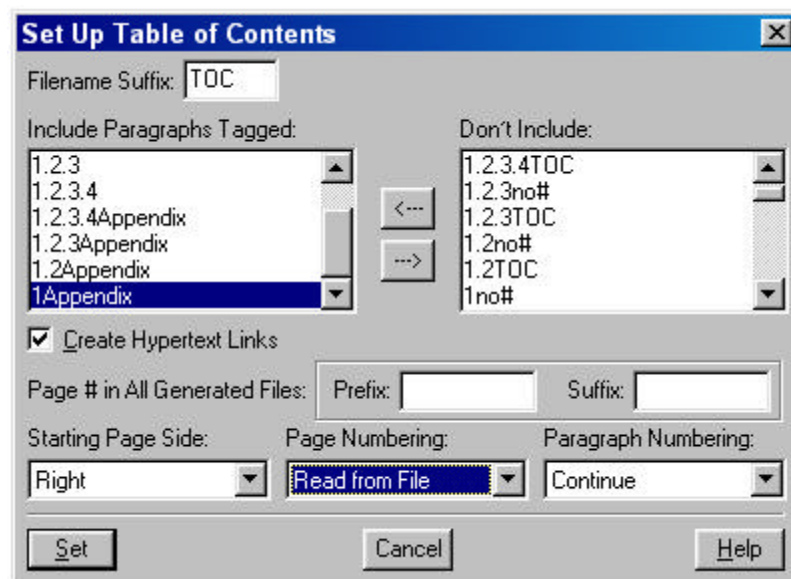 Set Up Table of Contents
Filename Suffix: TOC
Include Paragraphs Tagged: Don't Include:
1.2.3 1.2.3.4TOC
1.2.3.4 1.2.3no#
1.2.3.4Appendix 1.2.3TOC
1.2.3Appendix 1.2no#
1.2Appendix 1.2TOC
1Appendix 1no#
<---
--->
Create Hypertext Links
Page # in All Generated Files: Prefix: Suffix:
Starting Page Side: Page Numbering: Paragraph Numbering:
Right Read from File Continue
Set Cancel Help